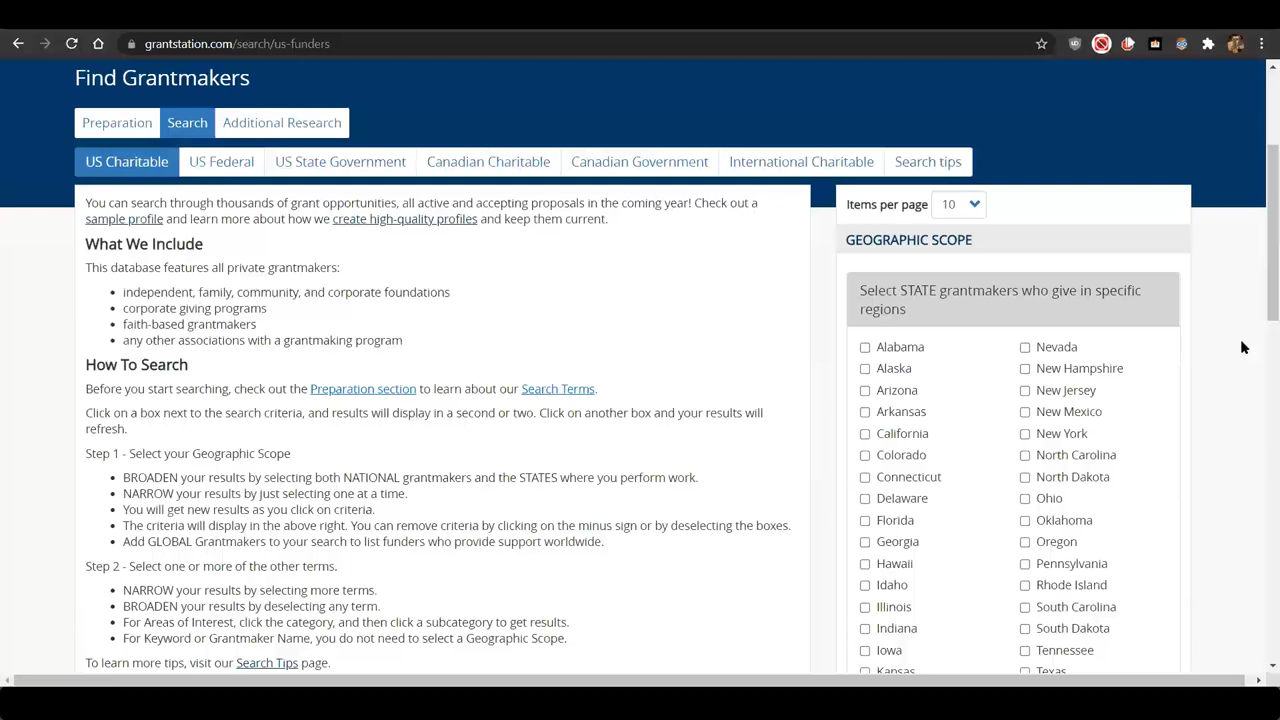 grantstation.com/search/us-funders
Find Grantmakers
Preparation Search Additional Research
US Charitable US Federal US State Government Canadian Charitable Canadian Government International Charitable Search tips
You can search through thousands of grant opportunities, all active and accepting proposals in the coming year! Check out a
sample profile and learn more about how we create high-quality profiles and keep them current.
What We Include
This database features all private grantmakers:
independent, family, community, and corporate foundations
corporate giving programs
faith-based grantmakers
any other associations with a grantmaking program
How To Search
Before you start searching, check out the Preparation section to learn about our Search Terms.
Click on a box next to the search criteria, and results will display in a second or two. Click on another box and your results will
refresh.
Step 1 - Select your Geographic Scope
BROADEN your results by selecting both NATIONAL grantmakers and the STATES where you perform work.
NARROW your results by just selecting one at a time.
You will get new results as you click on criteria.
The criteria will display in the above right. You can remove criteria by clicking on the minus sign or by deselecting the boxes.
Add GLOBAL Grantmakers to your search to list funders who provide support worldwide.
Step 2 - Select one or more of the other terms.
NARROW your results by selecting more terms.
BROADEN your results by deselecting any term.
For Areas of Interest, click the category, and then click a subcategory to get results.
For Keyword or Grantmaker Name, you do not need to select a Geographic Scope.
To learn more tips, visit our Search Tips page.
Items per page 10
GEOGRAPHIC SCOPE
Select STATE grantmakers who give in specific
regions
Alabama Nevada
Alaska New Hampshire
Arizona New Jersey
Arkansas New Mexico
California New York
Colorado North Carolina
Connecticut North Dakota
Delaware Ohio
Florida Oklahoma
Georgia Oregon
Hawaii Pennsylvania
Idaho Rhode Island
Illinois South Carolina
Indiana South Dakota
Iowa Tennessee
Kansas Texas